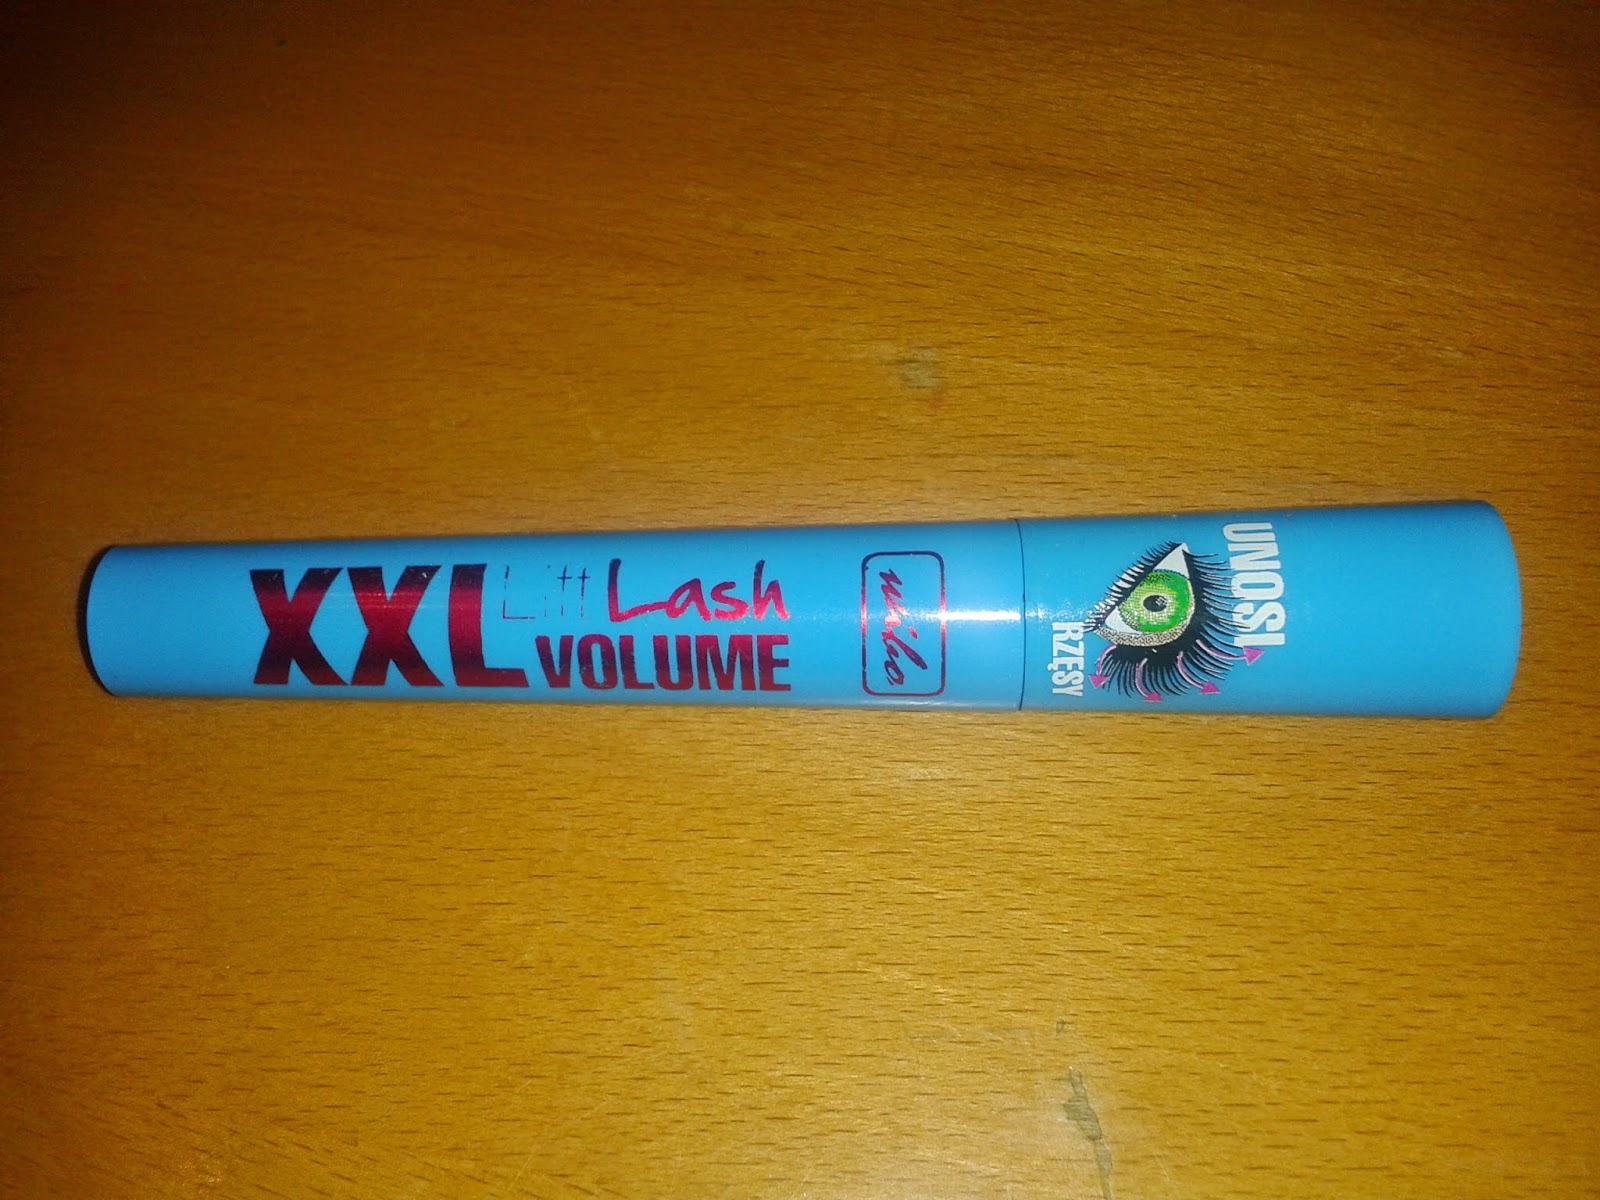 XXL Lift Lash
VOLUME
wibo
UNOSI
RZĘSY